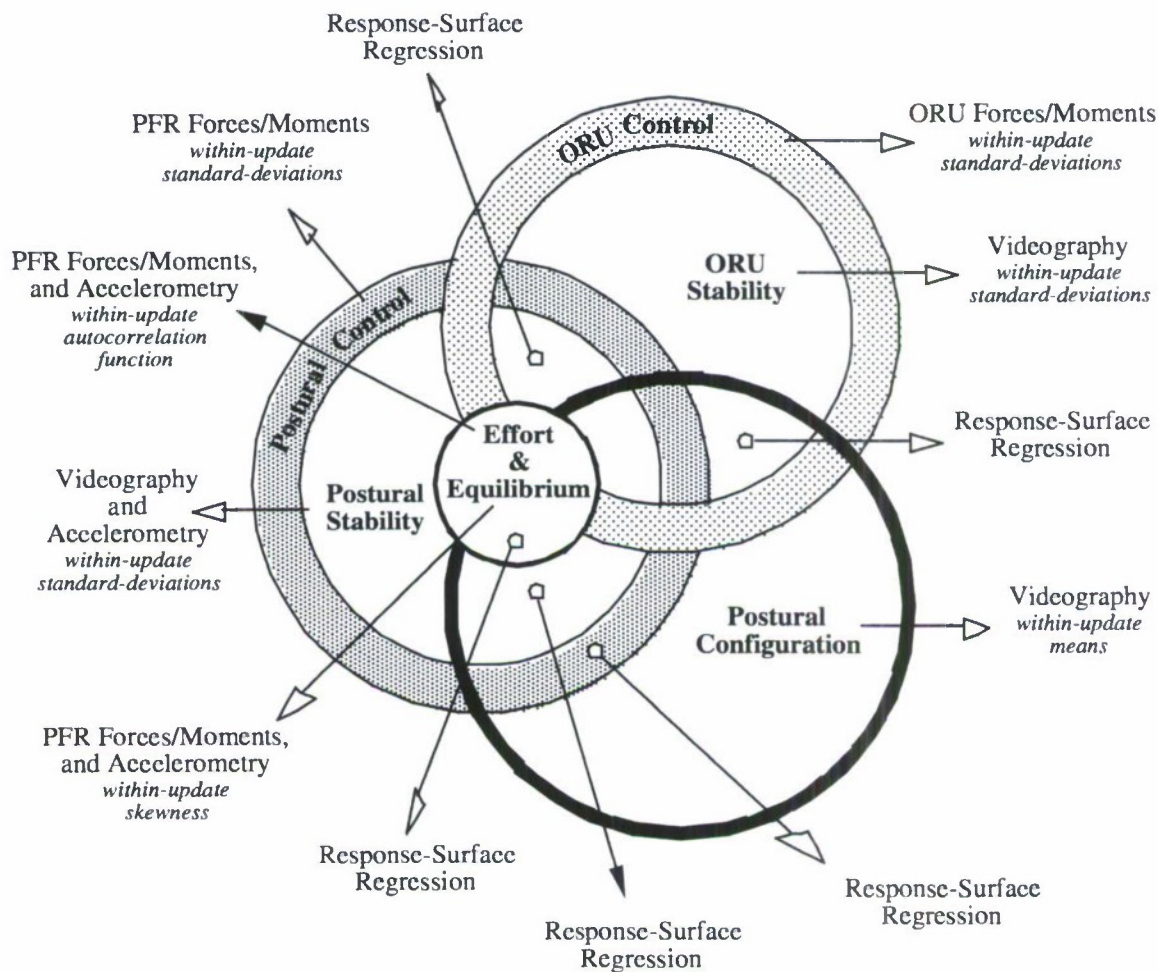 Response-Surface
Regression
PFR Forces/Moments
within-update
standard-deviations
ORU Control
ORU Forces/Moments
within-update
standard-deviations
PFR Forces/Moments,
and Accelerometry
within-update
autocorrelation
function
Postural Control
ORU
Stability
Videography
within-update
standard-deviations
Effort
&
Equilibrium
Response-Surface
Regression
Videography
and
Accelerometry
within-update
standard-deviations
Postural
Stability
Postural
Configuration
Videography
within-update
means
PFR Forces/Moments,
and Accelerometry
within-update
skewness
Response-Surface
Regression
Response-Surface
Regression
Response-Surface
Regression